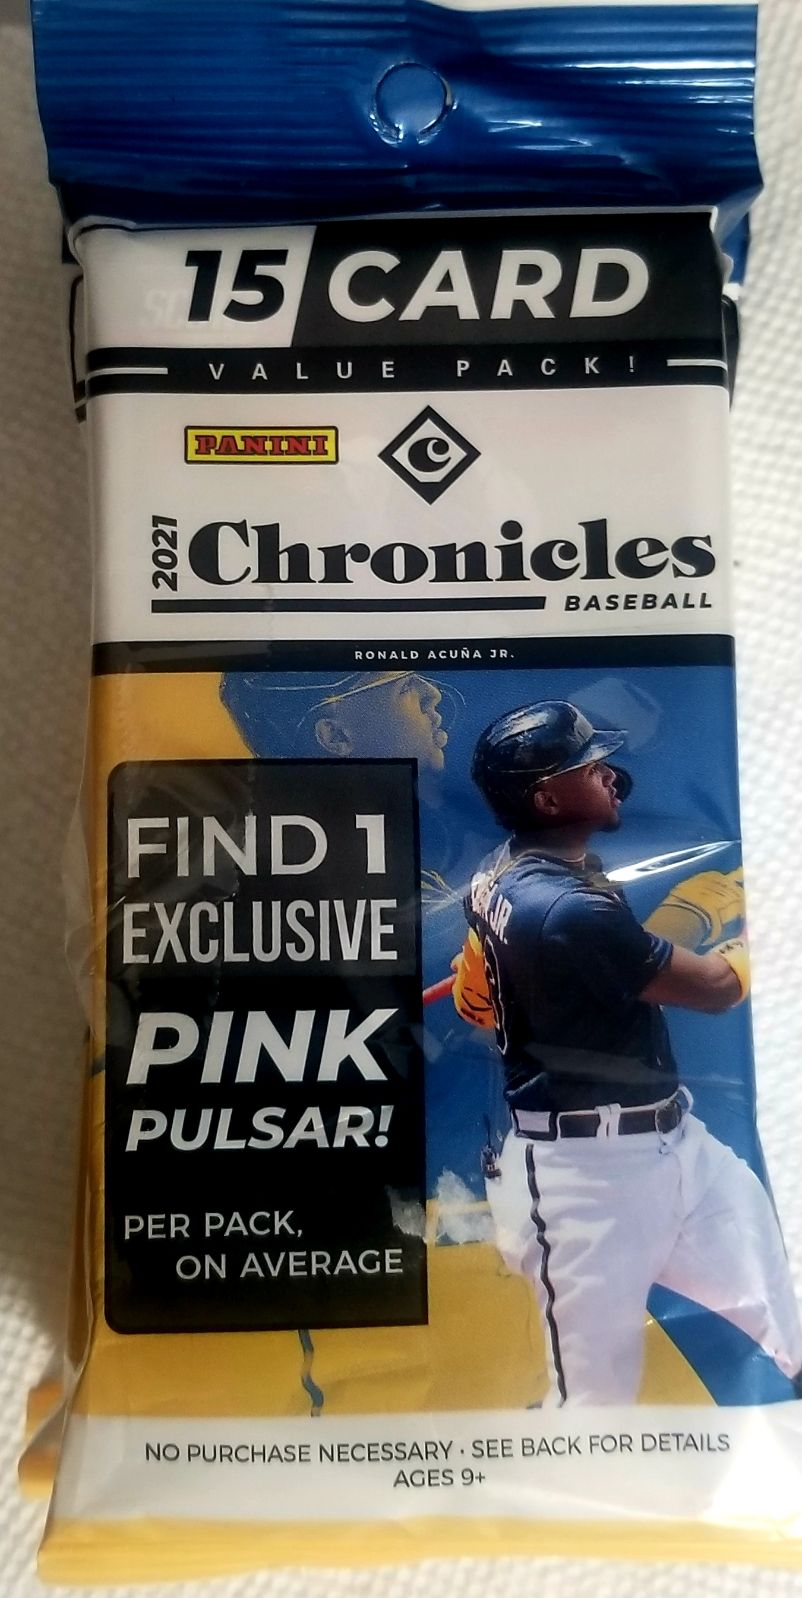 15 CARD
VALUE PACK!
PANINI
C
2021 Chronicles
BASEBALL
RONALD ACUÑA JR.
FIND 1
EXCLUSIVE
PINK
PULSAR!
PER PACK,
ON AVERAGE
NO PURCHASE NECESSARY · SEE BACK FOR DETAILS
AGES 9+